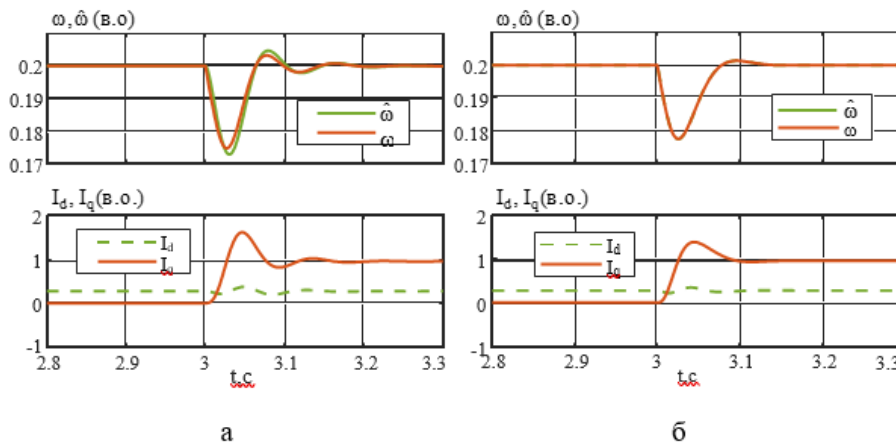 ω, ω̂ (в.о) ω, ω̂ (в.о)
0.2 0.2
0.19 0.19
0.18 0.18
0.17 0.17
ω̂ ω̂
ω ω
I_d, I_q(в.о.) I_d, I_q(в.о.)
2 2
1 1
0 0
-1 -1
I_d I_d
I_q I_q
2.8 2.9 3 3.1 3.2 3.3 2.8 2.9 3 3.1 3.2 3.3
t,c t,c
а б